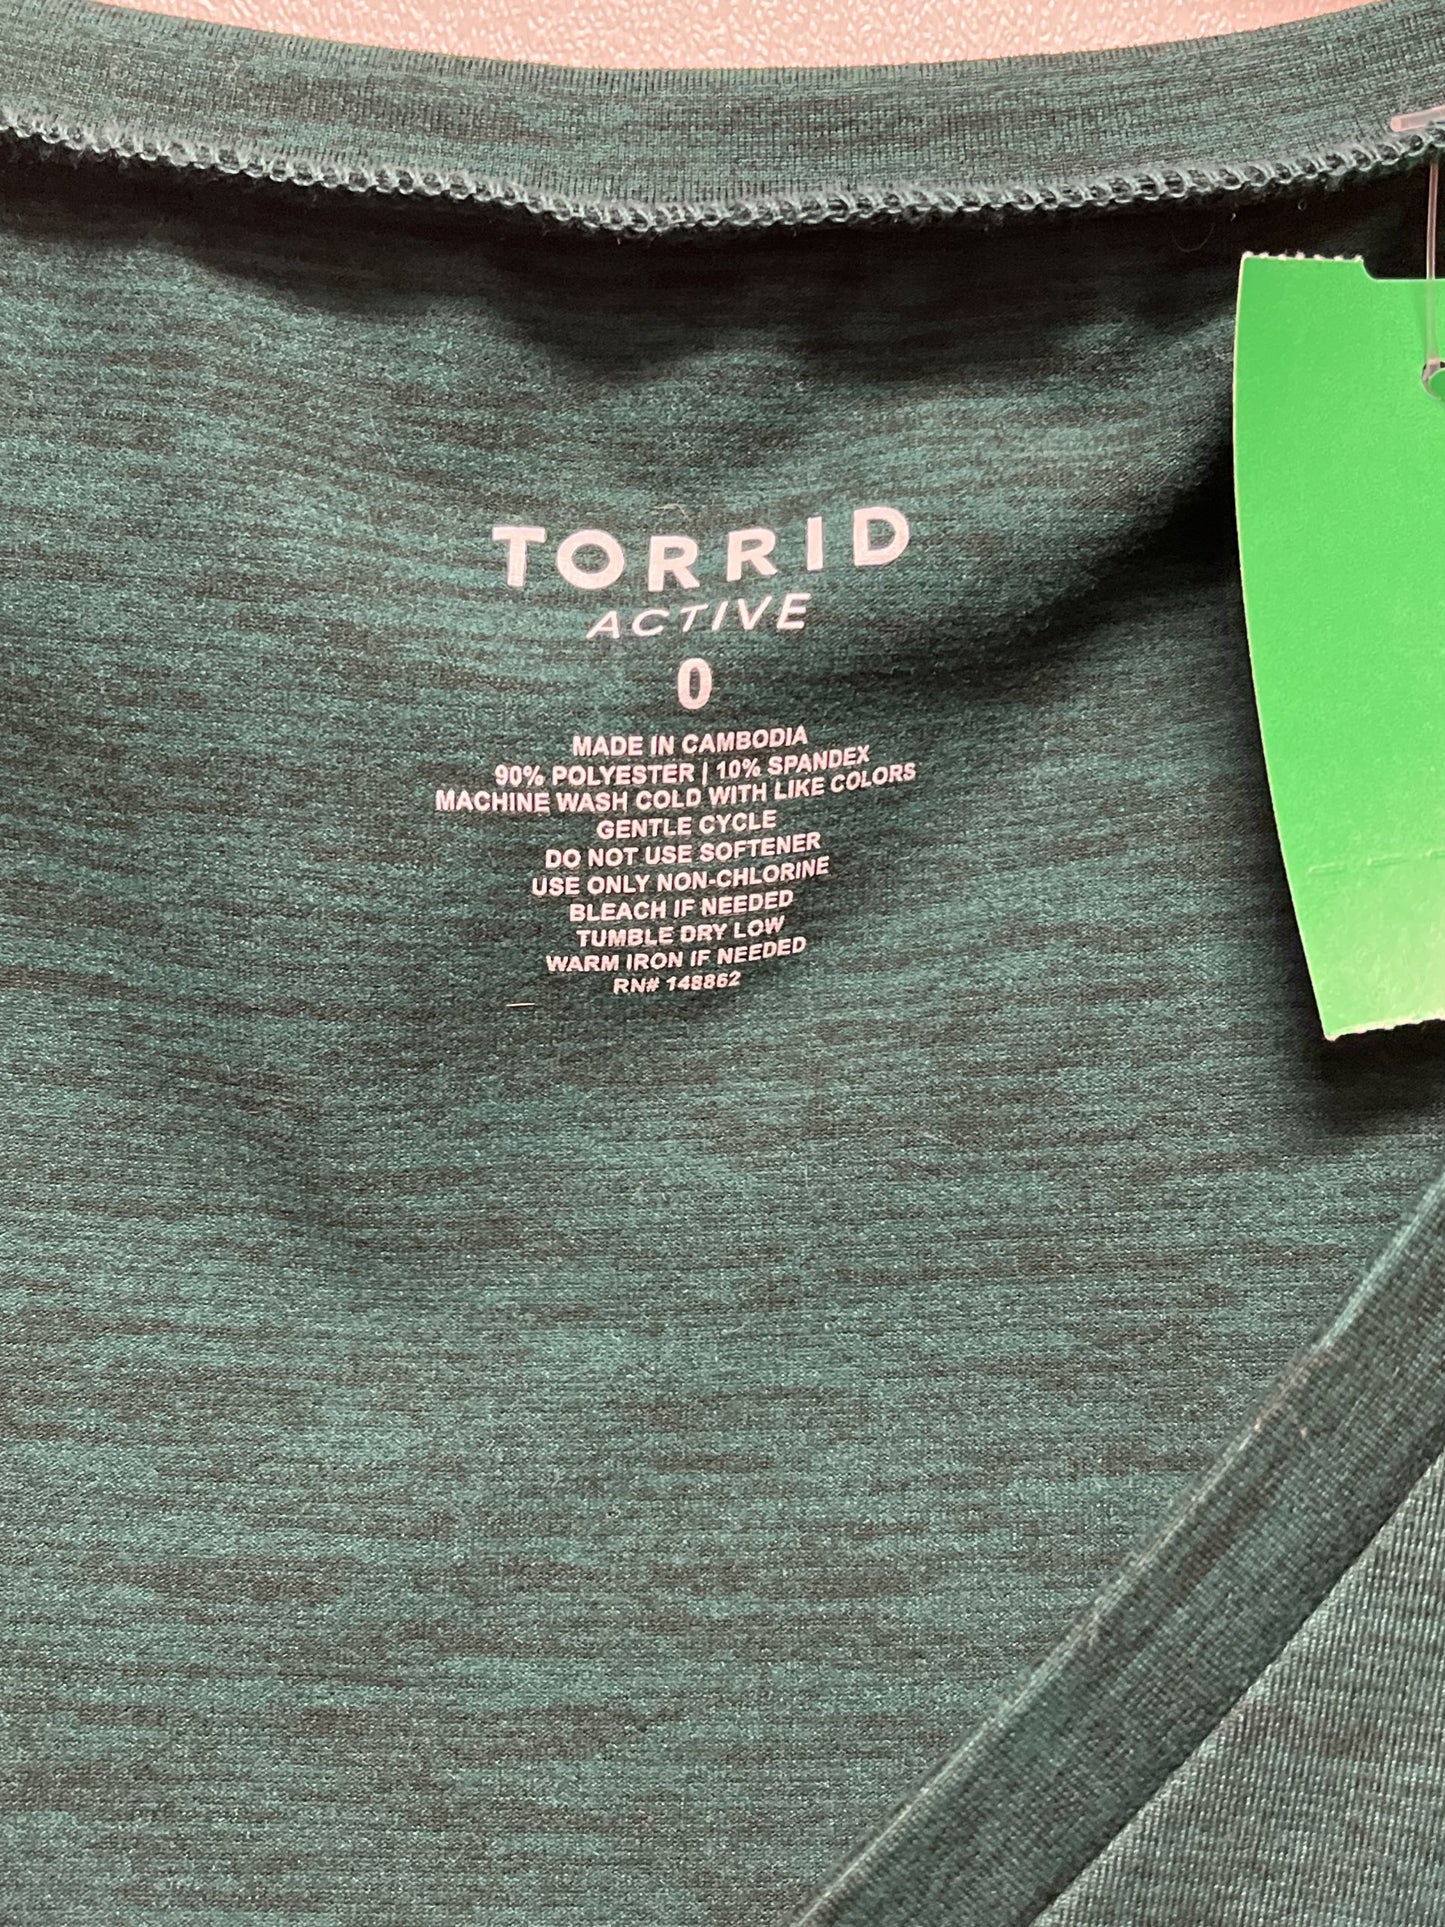 TORRID
ACTIVE
0
MADE IN CAMBODIA
90% POLYESTER | 10% SPANDEX
MACHINE WASH COLD WITH LIKE COLORS
GENTLE CYCLE
DO NOT USE SOFTENER
USE ONLY NON-CHLORINE
BLEACH IF NEEDED
TUMBLE DRY LOW
WARM IRON IF NEEDED
RN# 148862